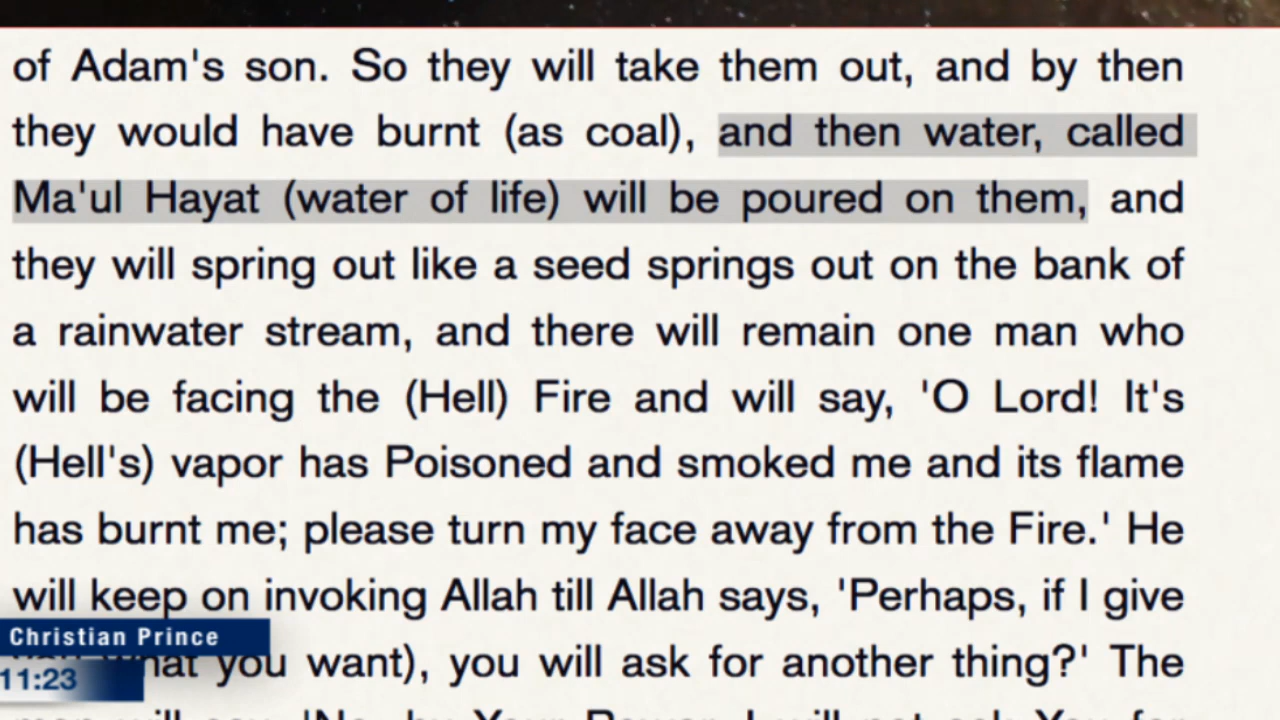 of Adam's son. So they will take them out, and by then
they would have burnt (as coal), and then water, called
Ma'ul Hayat (water of life) will be poured on them, and
they will spring out like a seed springs out on the bank of
a rainwater stream, and there will remain one man who
will be facing the (Hell) Fire and will say, 'O Lord! It's
(Hell's) vapor has Poisoned and smoked me and its flame
has burnt me; please turn my face away from the Fire.' He
will keep on invoking Allah till Allah says, 'Perhaps, if I give
Christian Prince
what you want), you will ask for another thing?' The
11:23